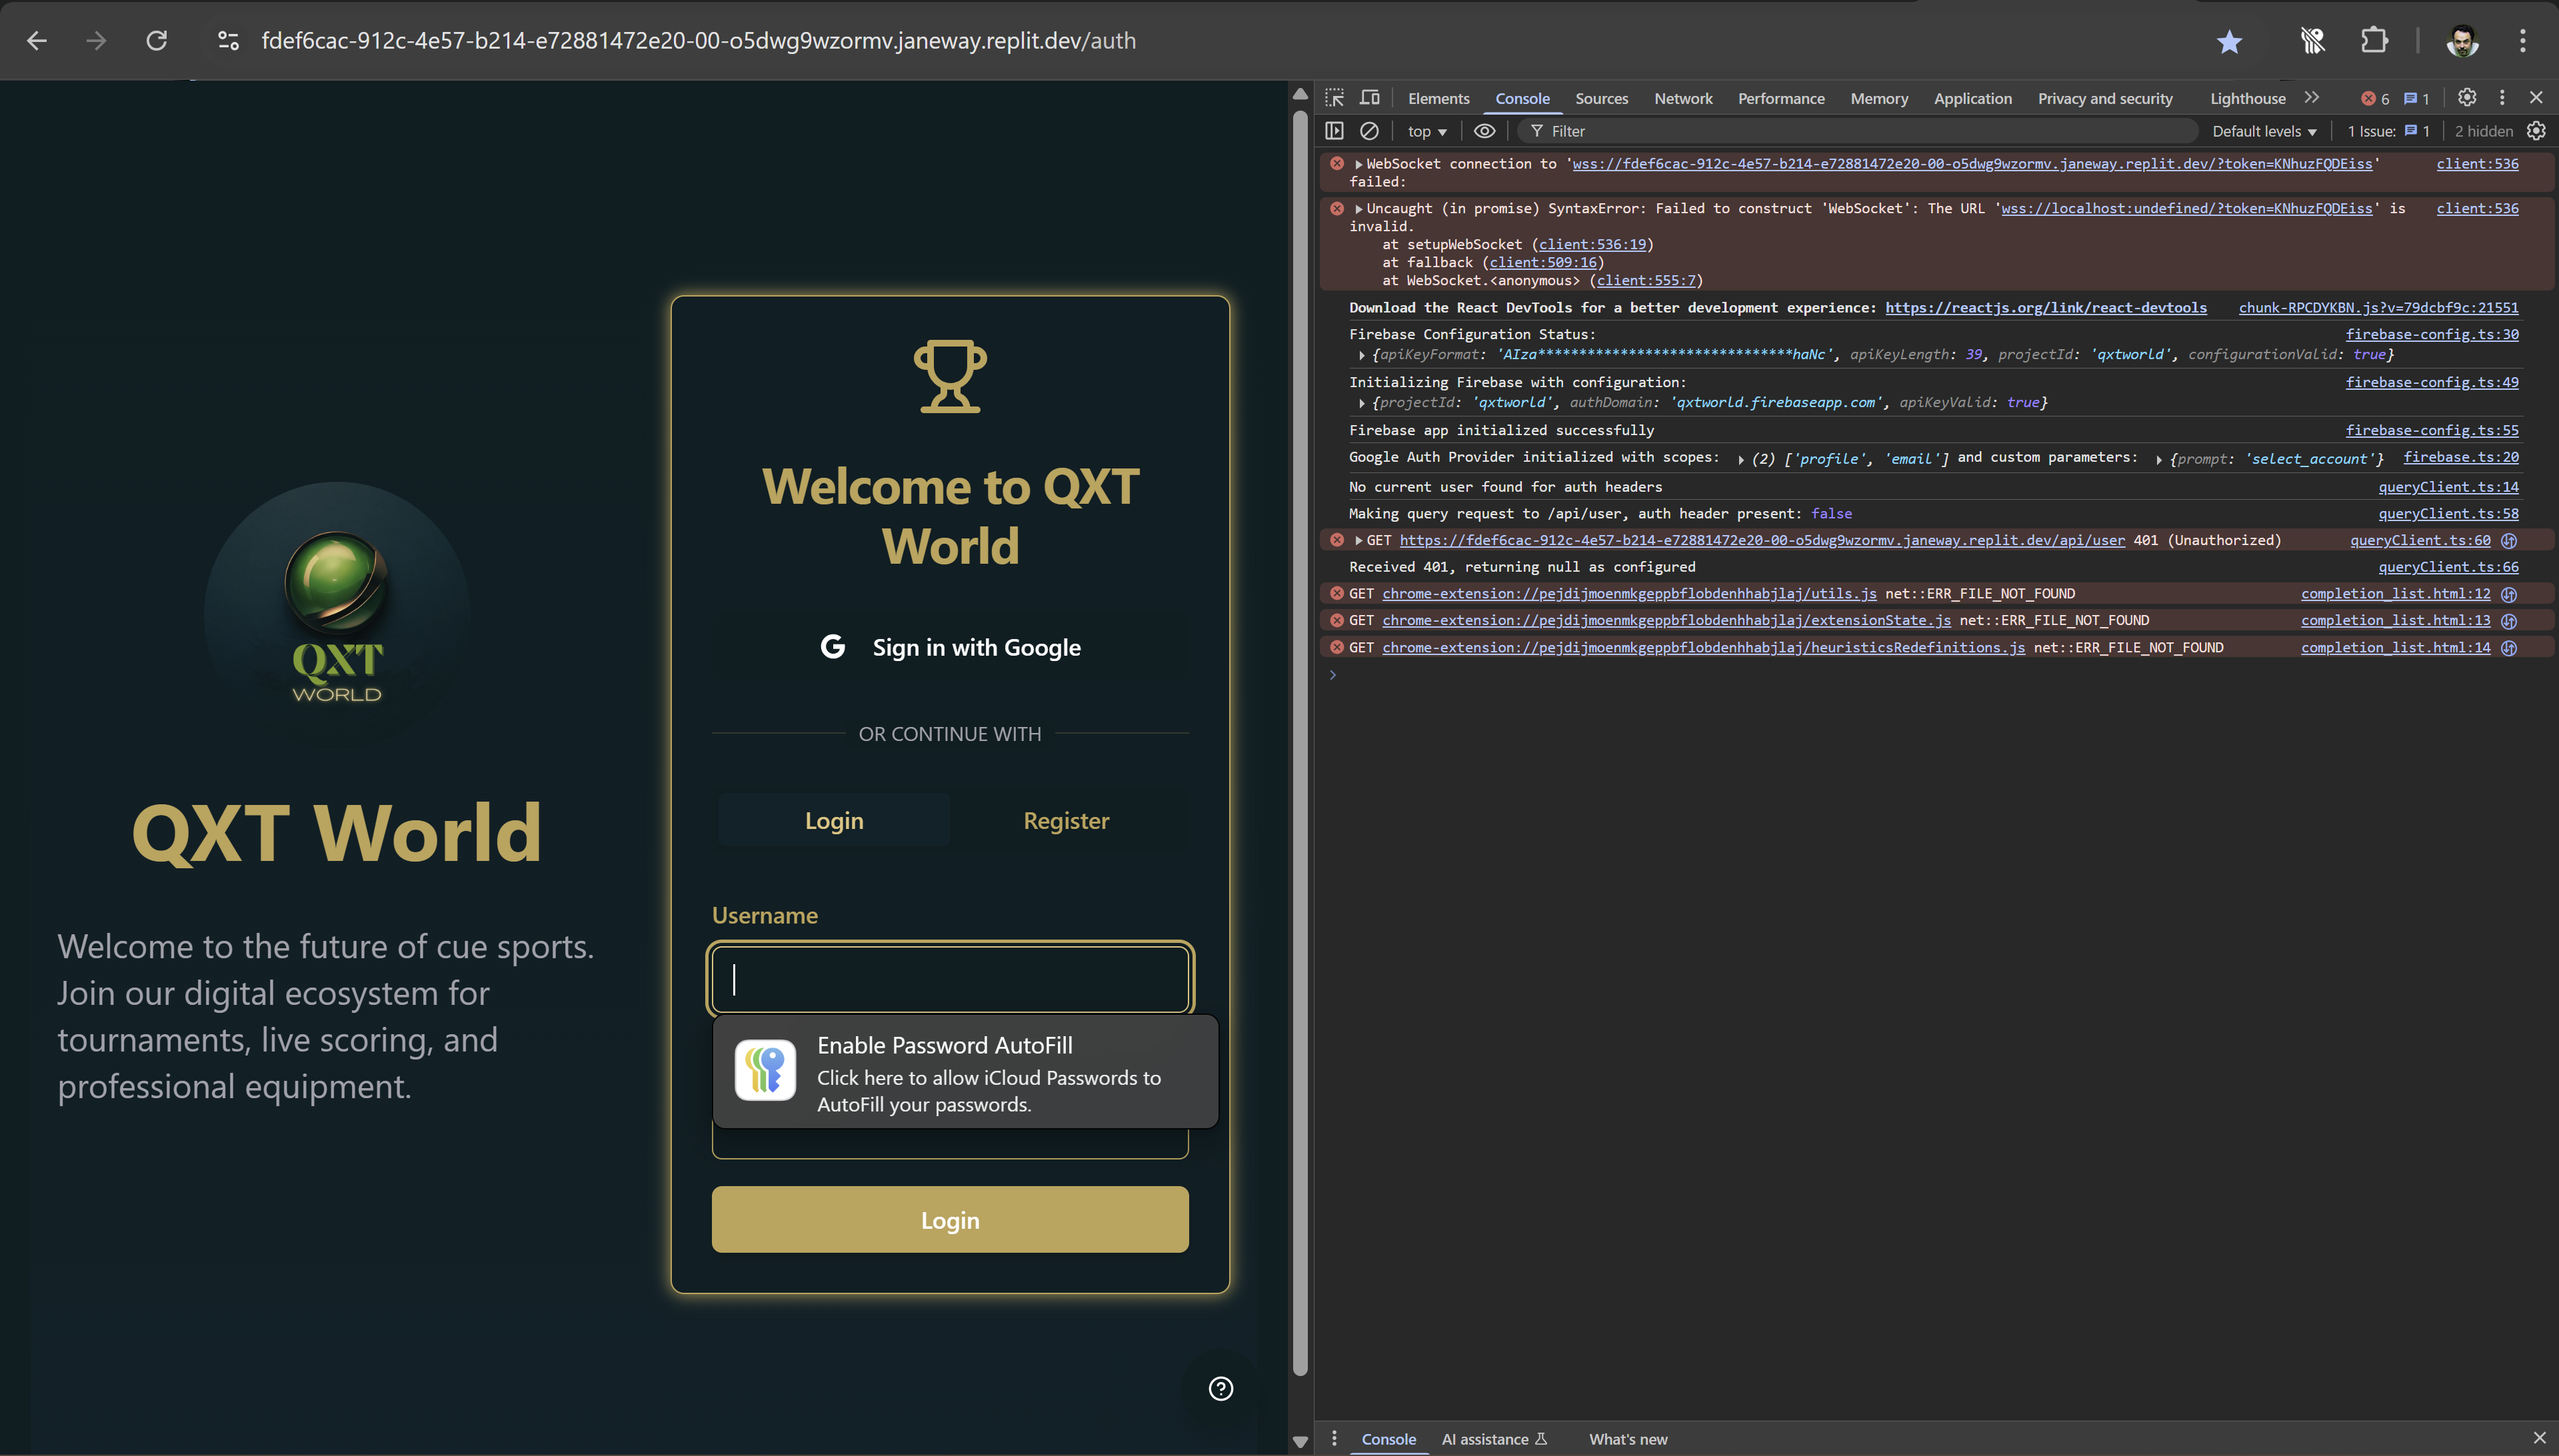 fdef6cac-912c-4e57-b214-e72881472e20-00-o5dwg9wzormv.janeway.replit.dev/auth
QXT
WORLD
QXT World
Welcome to the future of cue sports.
Join our digital ecosystem for
tournaments, live scoring, and
professional equipment.
Welcome to QXT
World
G Sign in with Google
OR CONTINUE WITH
Login Register
Username
Enable Password AutoFill
Click here to allow iCloud Passwords to
AutoFill your passwords.
Login
?
Elements Console Sources Network Performance Memory Application Privacy and security Lighthouse 6 1
top Filter Default levels 1 Issue: 1 2 hidden
WebSocket connection to 'wss://fdef6cac-912c-4e57-b214-e72881472e20-00-o5dwg9wzormv.janeway.replit.dev/?token=KNhuzFQDEiss' client:536
failed:
Uncaught (in promise) SyntaxError: Failed to construct 'WebSocket': The URL 'wss://localhost:undefined/?token=KNhuzFQDEiss' is client:536
invalid.
at setupWebSocket (client:536:19)
at fallback (client:509:16)
at WebSocket.<anonymous> (client:555:7)
Download the React DevTools for a better development experience: https://reactjs.org/link/react-devtools chunk-RPCDYKBN.js?v=79dcbf9c:21551
Firebase Configuration Status: firebase-config.ts:30
{apiKeyFormat: 'AIza*******************************haNc', apiKeyLength: 39, projectId: 'qxtworld', configurationValid: true}
Initializing Firebase with configuration: firebase-config.ts:49
{projectId: 'qxtworld', authDomain: 'qxtworld.firebaseapp.com', apiKeyValid: true}
Firebase app initialized successfully firebase-config.ts:55
Google Auth Provider initialized with scopes: (2) ['profile', 'email'] and custom parameters: {prompt: 'select_account'} firebase.ts:20
No current user found for auth headers queryClient.ts:14
Making query request to /api/user, auth header present: false queryClient.ts:58
GET https://fdef6cac-912c-4e57-b214-e72881472e20-00-o5dwg9wzormv.janeway.replit.dev/api/user 401 (Unauthorized) queryClient.ts:60
Received 401, returning null as configured queryClient.ts:66
GET chrome-extension://pejdijmoenmkgeppbflobdenhhabjlaj/utils.js net::ERR_FILE_NOT_FOUND completion_list.html:12
GET chrome-extension://pejdijmoenmkgeppbflobdenhhabjlaj/extensionState.js net::ERR_FILE_NOT_FOUND completion_list.html:13
GET chrome-extension://pejdijmoenmkgeppbflobdenhhabjlaj/heuristicsRedefinitions.js net::ERR_FILE_NOT_FOUND completion_list.html:14
Console AI assistance What's new